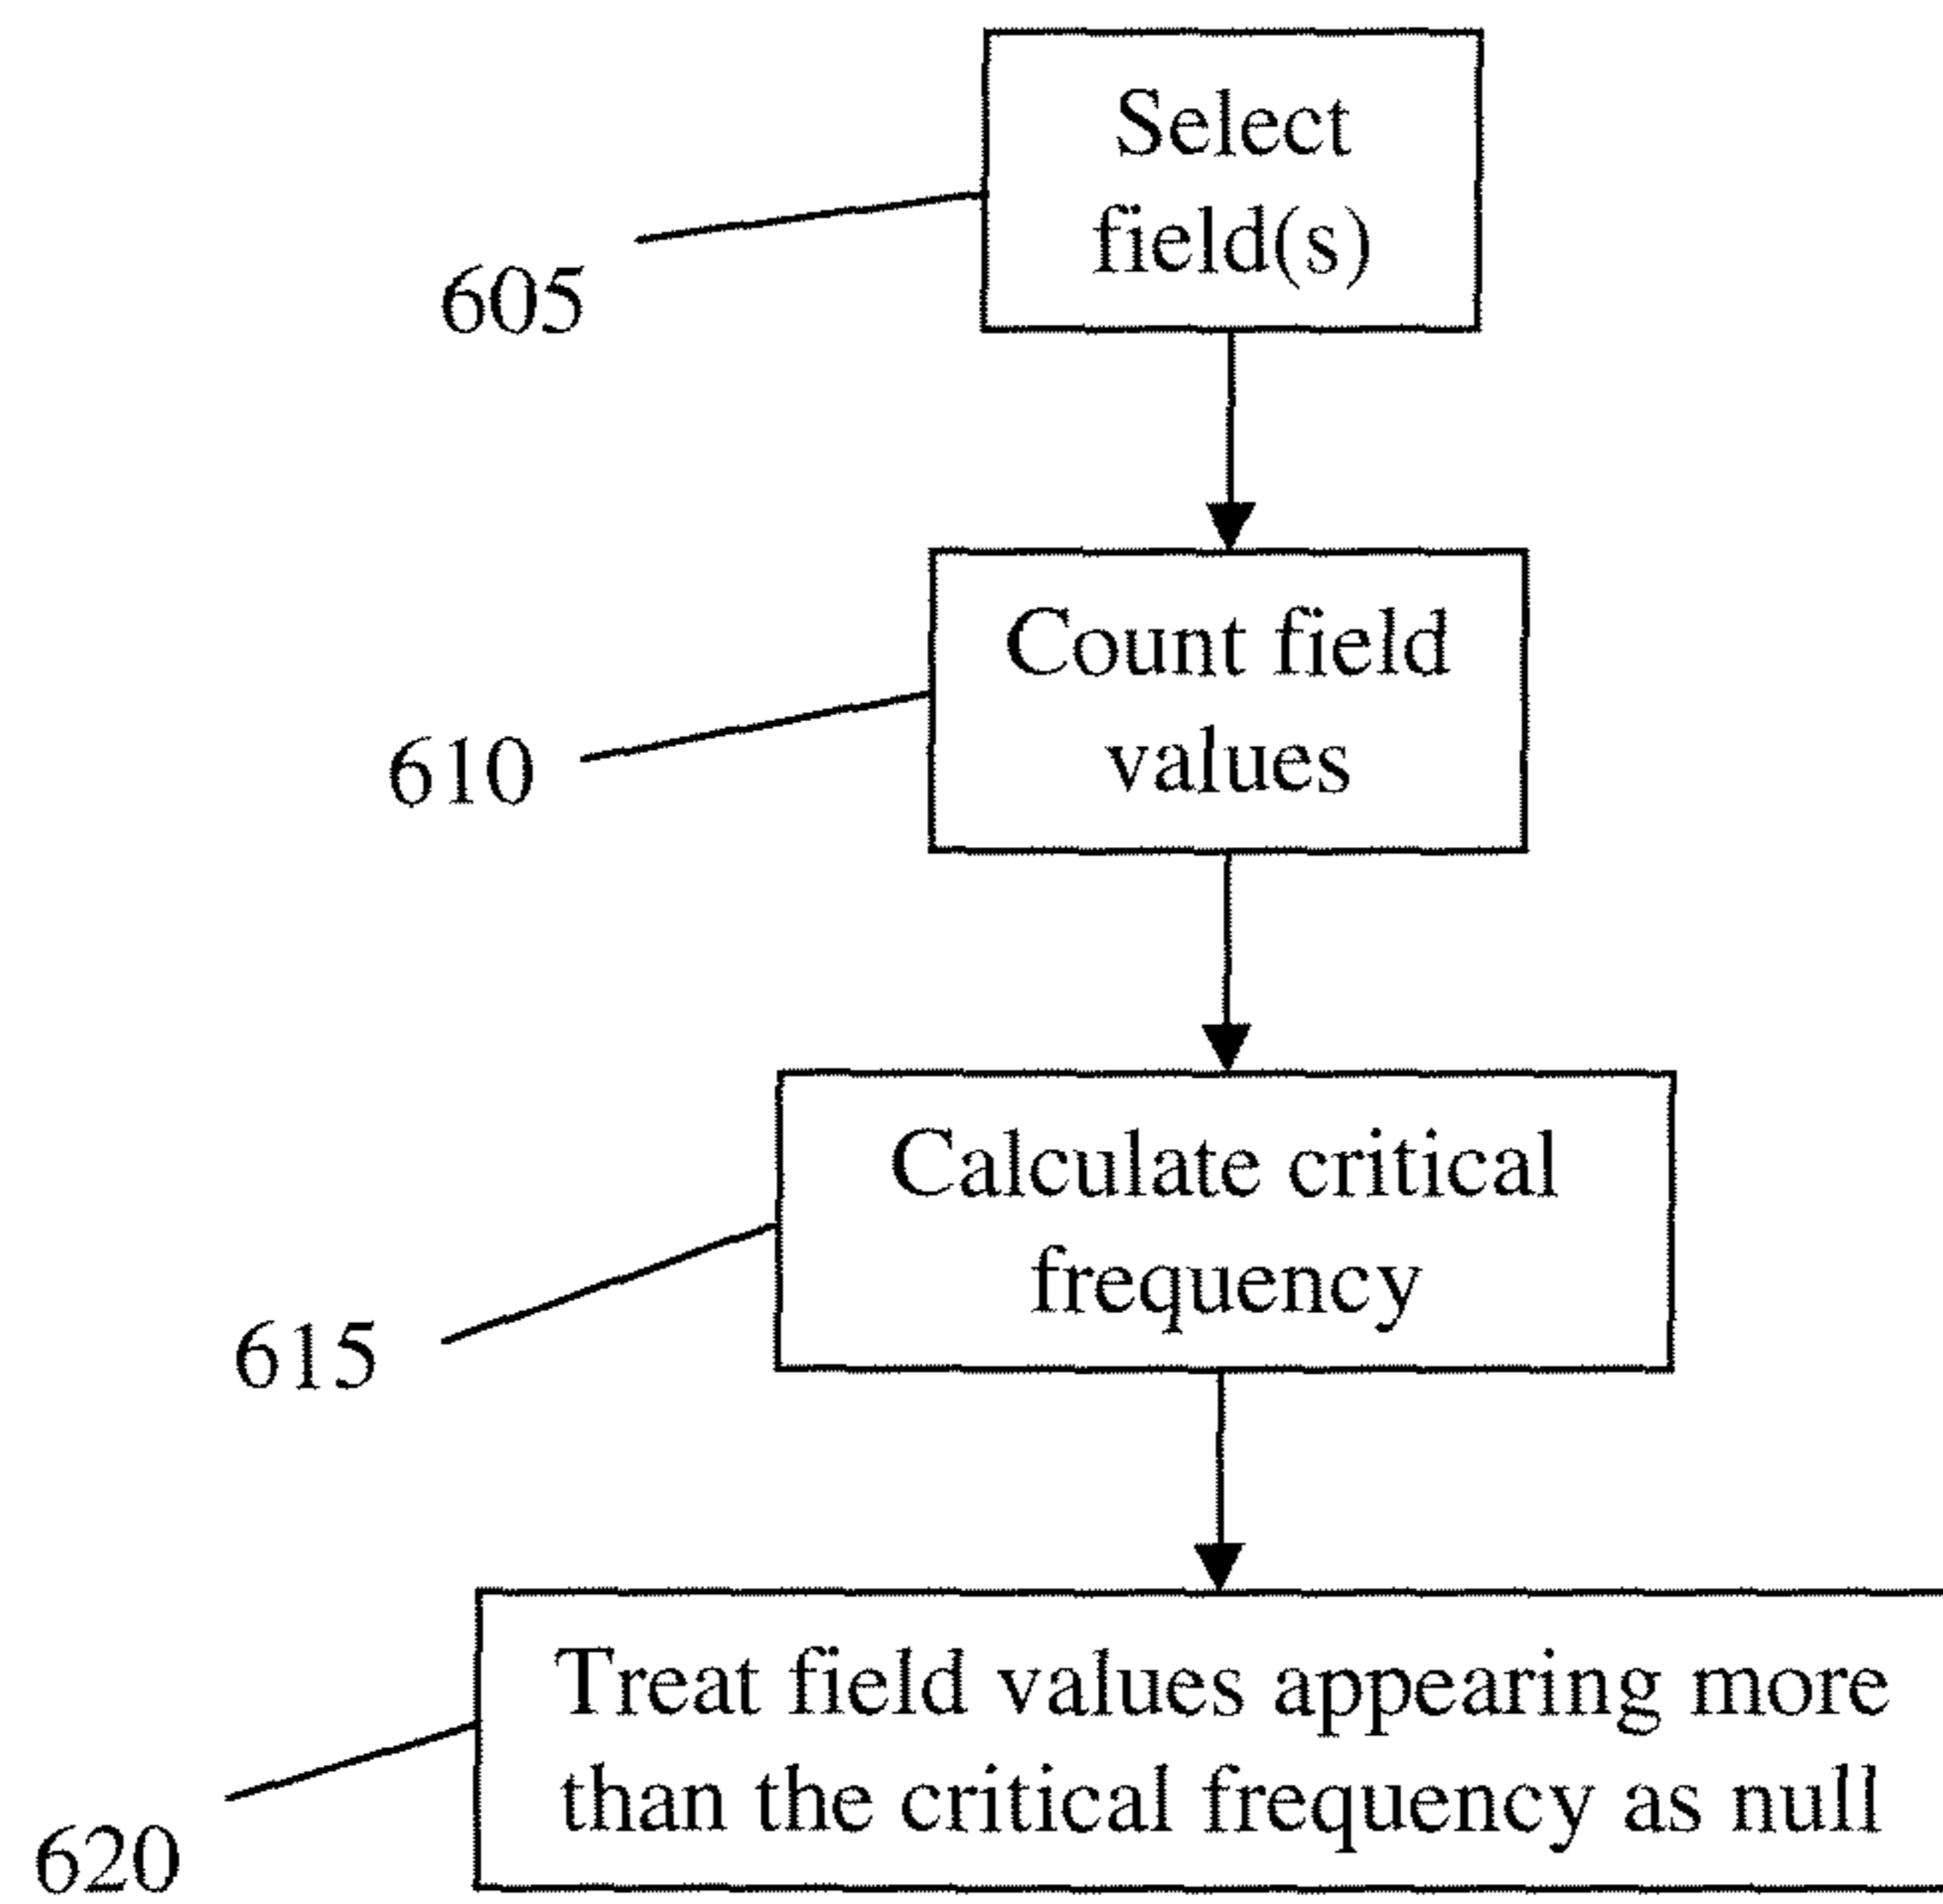 Select
field(s)
605
Count field
values
610
Calculate critical
frequency
615
Treat field values appearing more
than the critical frequency as null
620